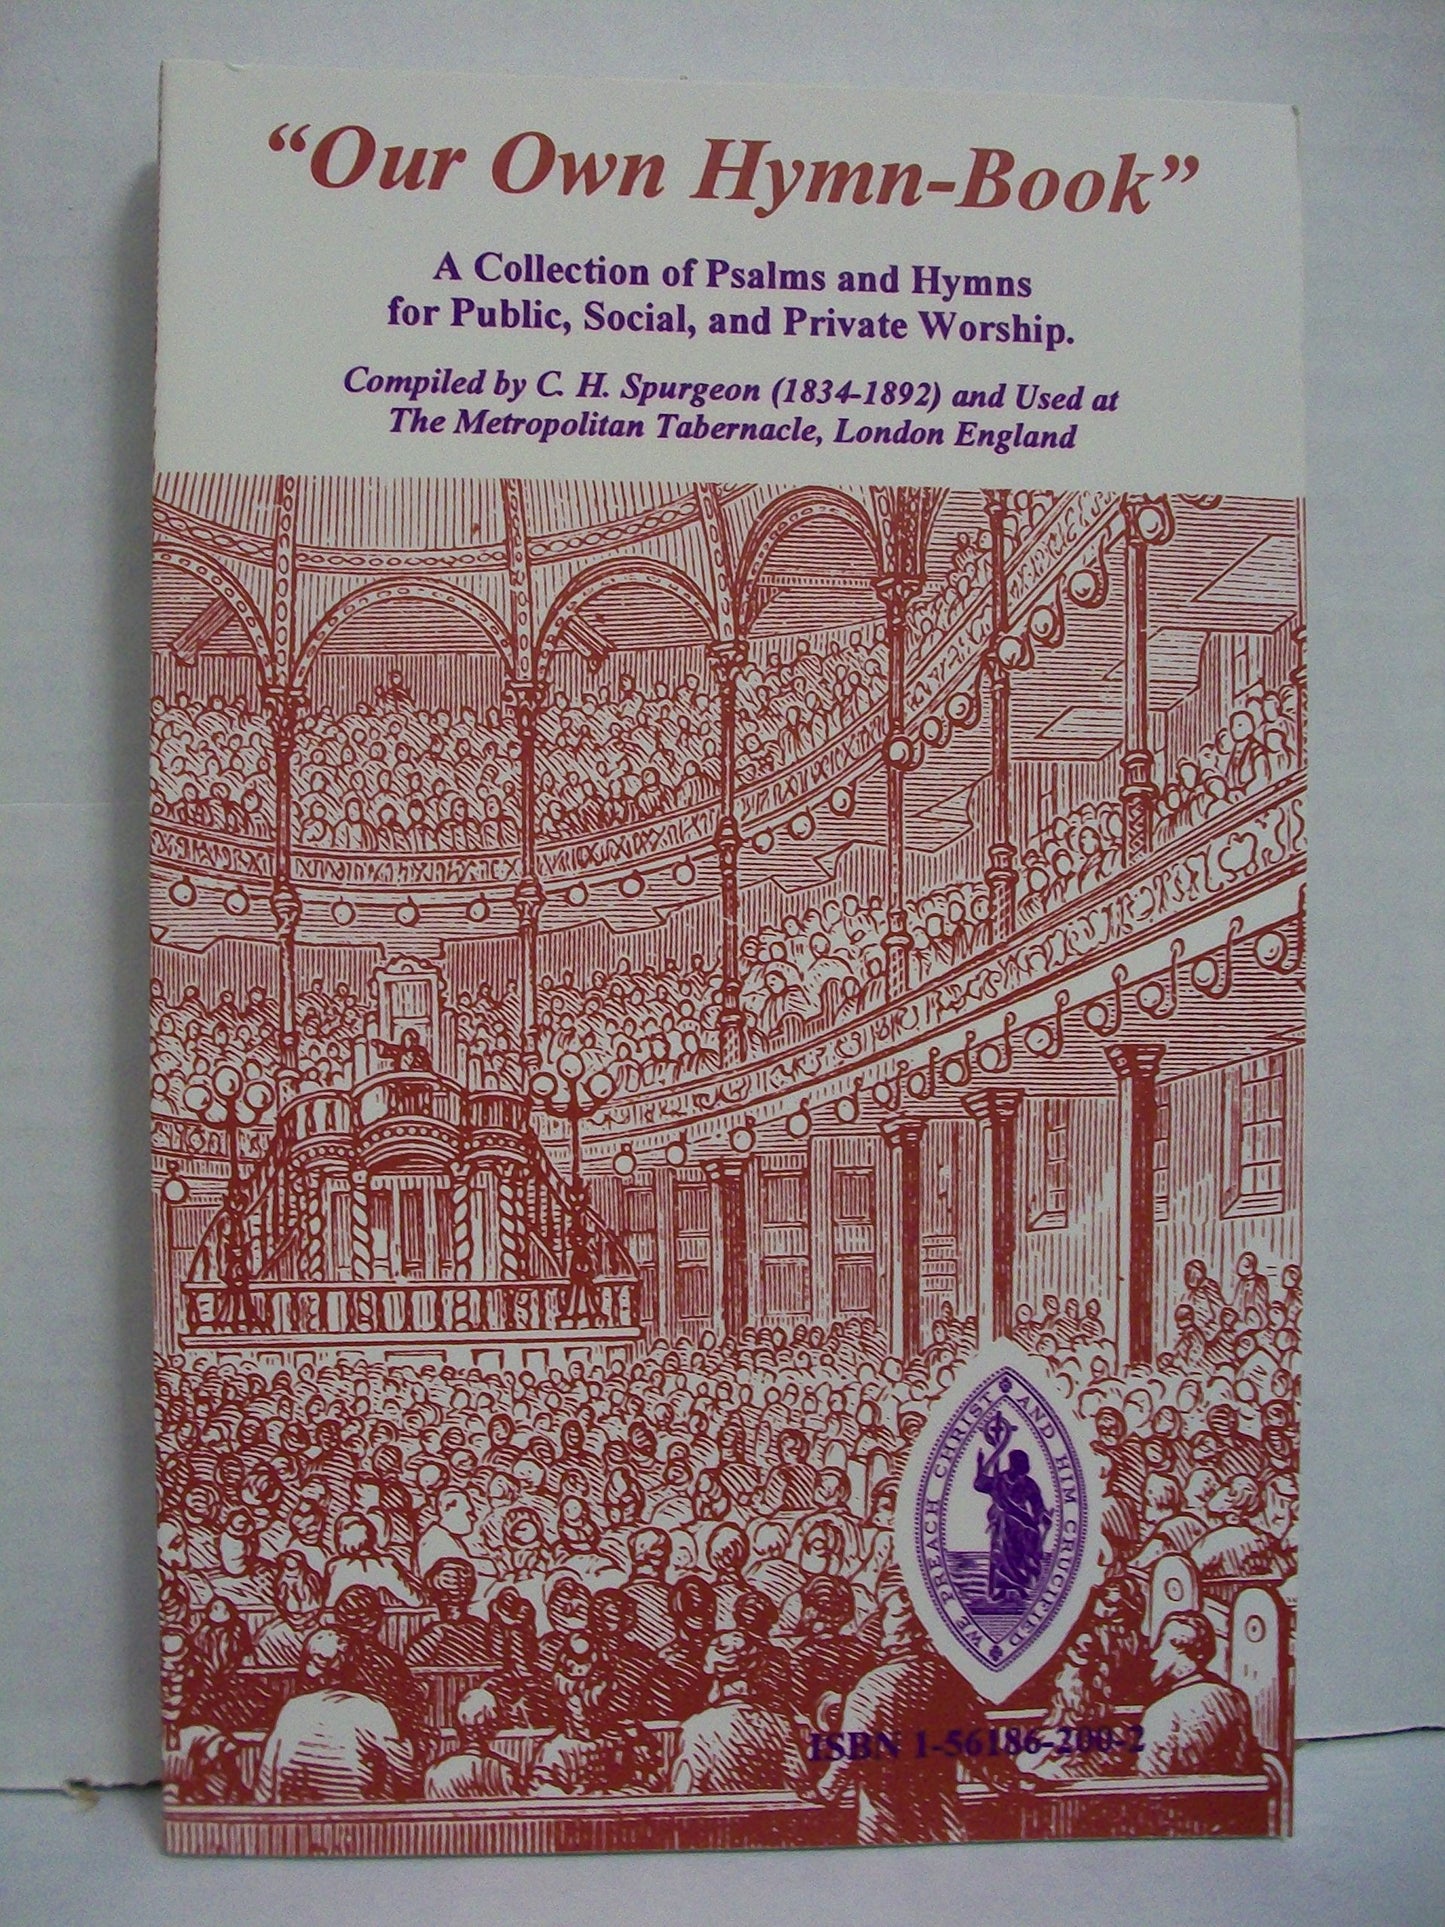 “Our Own Hymn-Book”
A Collection of Psalms and Hymns
for Public, Social, and Private Worship.
Compiled by C. H. Spurgeon (1834-1892) and Used at
The Metropolitan Tabernacle, London England
WE PREACH CHRIST AND HIM CRUCIFIED
ISBN 1-56186-200-2